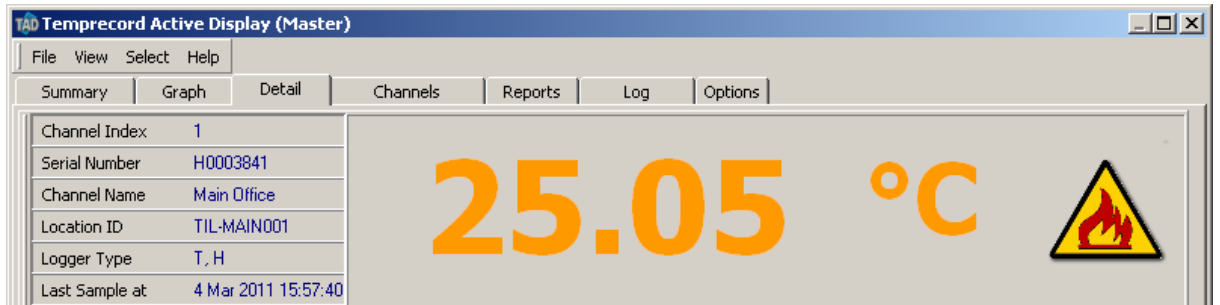 TAD Temprecord Active Display (Master)
File View Select Help
Summary Graph Detail Channels Reports Log Options
Channel Index 1
Serial Number H0003841
Channel Name Main Office
Location ID TIL-MAIN001
Logger Type T, H
Last Sample at 4 Mar 2011 15:57:40
25.05 °C